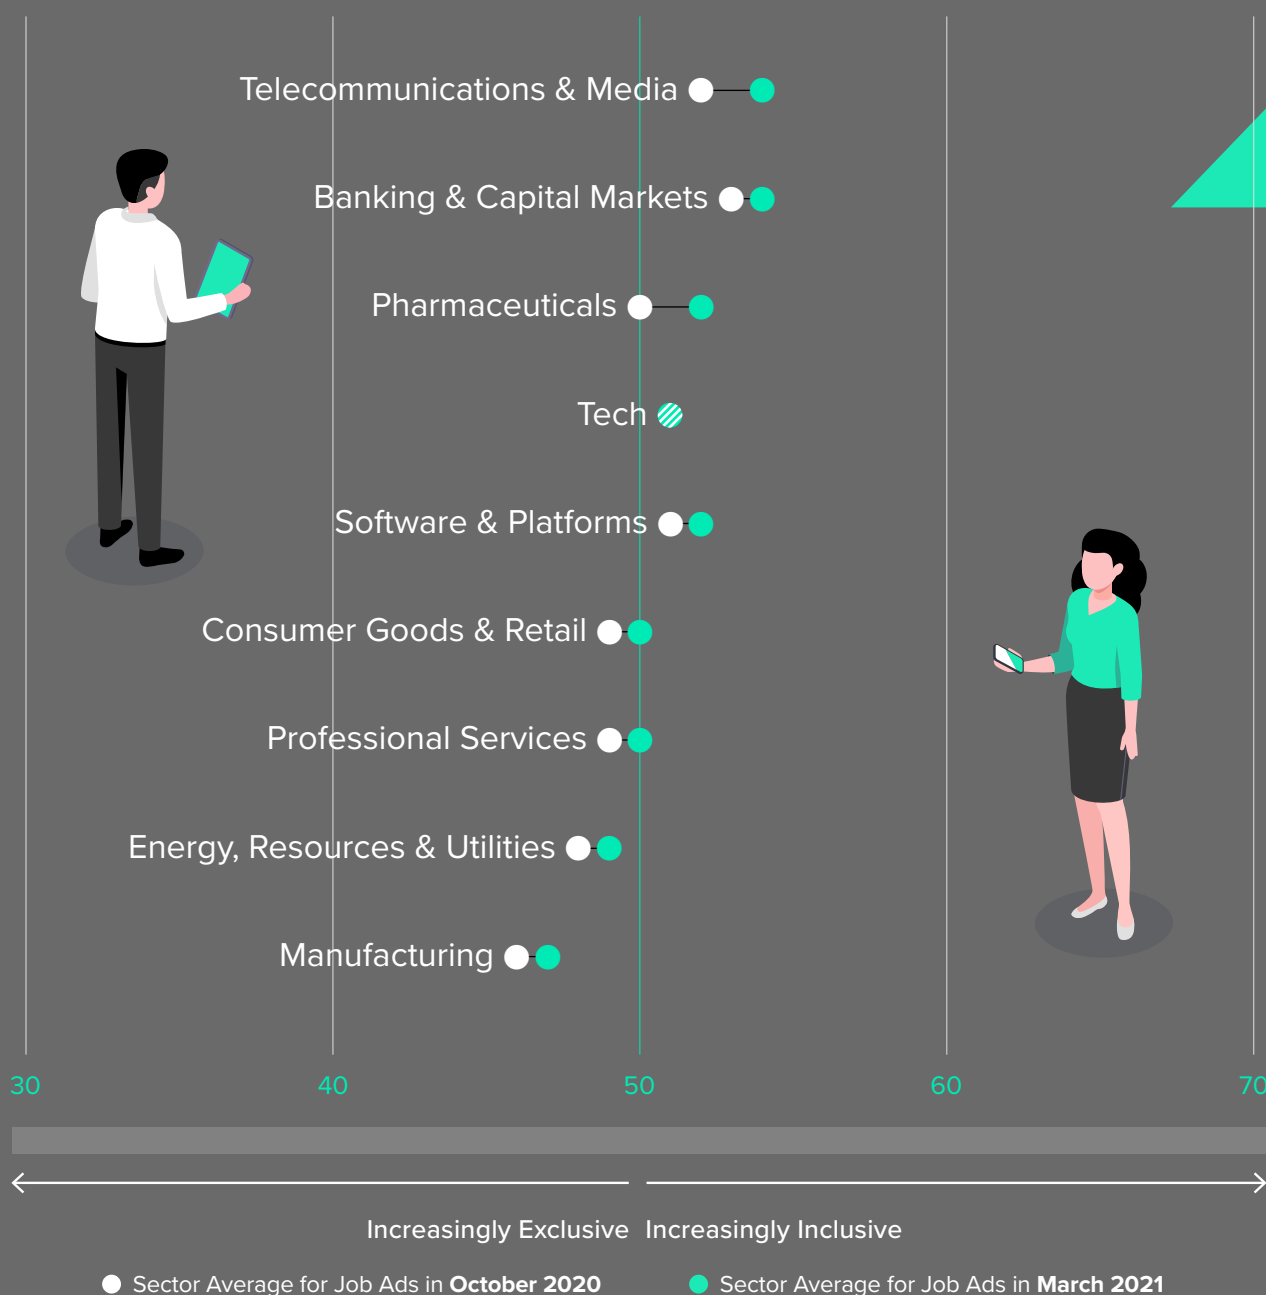 Telecommunications & Media
Banking & Capital Markets
Pharmaceuticals
Tech
Software & Platforms
Consumer Goods & Retail
Professional Services
Energy, Resources & Utilities
Manufacturing
30 40 50 60 70
Increasingly Exclusive Increasingly Inclusive
Sector Average for Job Ads in October 2020 Sector Average for Job Ads in March 2021